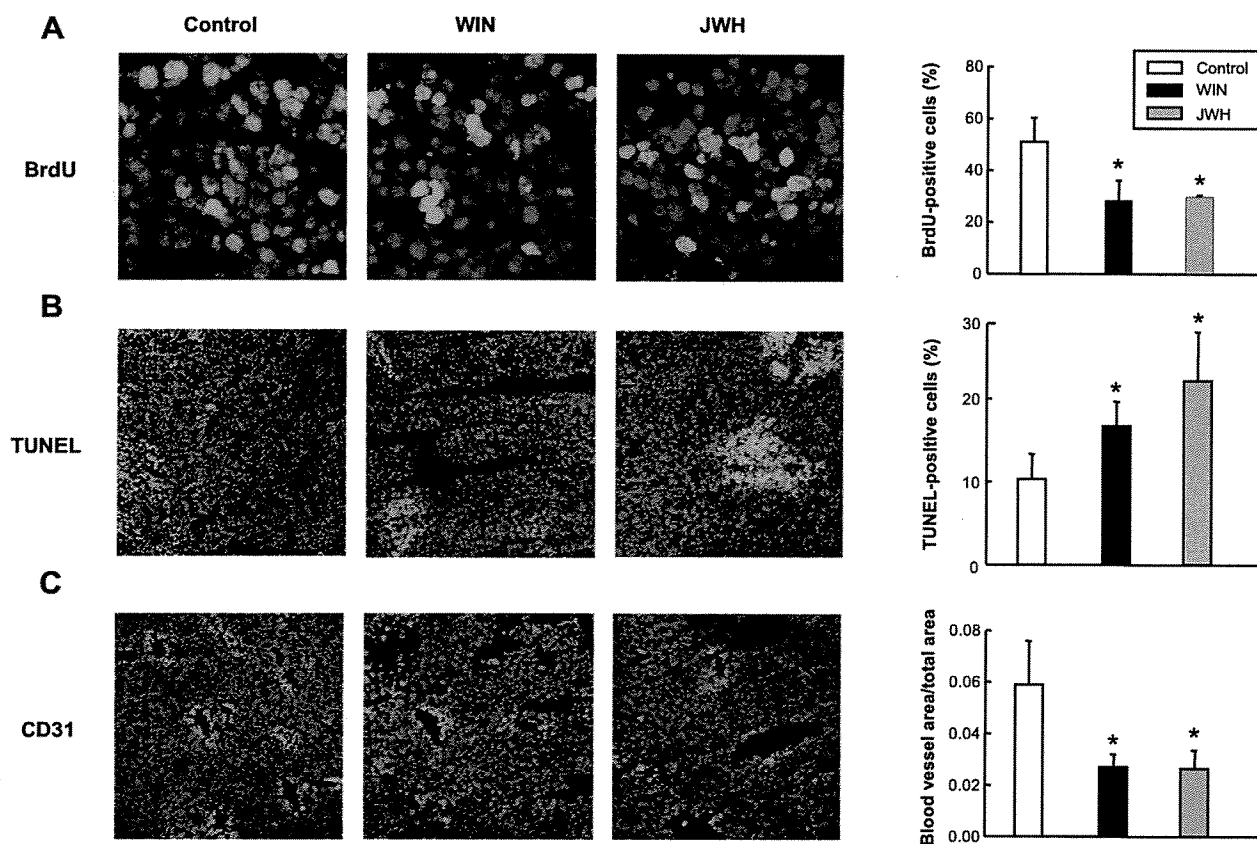 A
Control
WIN
JWH
BrdU
BrdU-positive cells (%)
80
60
40
20
0
*
*
Control
WIN
JWH
B
TUNEL
TUNEL-positive cells (%)
30
20
10
0
*
*
C
CD31
Blood vessel area/total area
0.08
0.06
0.04
0.02
0.00
*
*